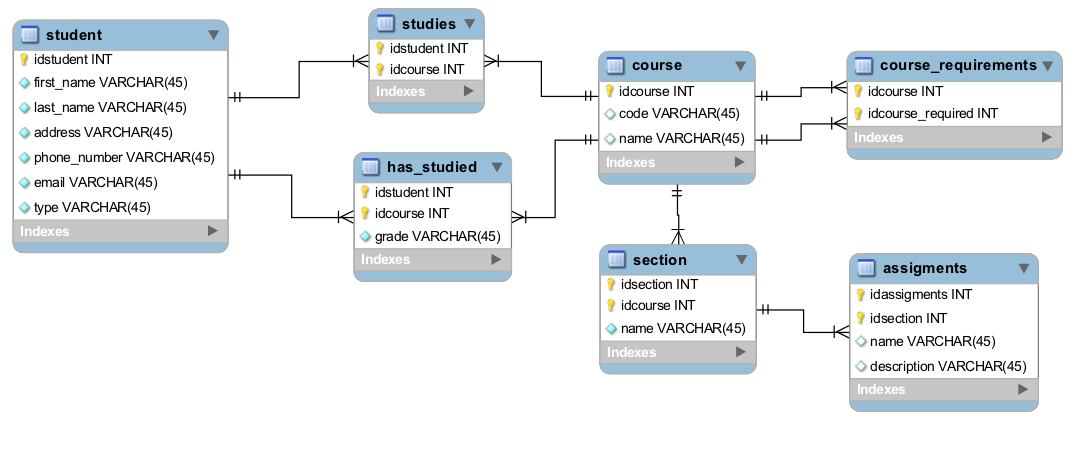 student
idstudent INT
first_name VARCHAR(45)
last_name VARCHAR(45)
address VARCHAR(45)
phone_number VARCHAR(45)
email VARCHAR(45)
type VARCHAR(45)
Indexes
studies
idstudent INT
idcourse INT
Indexes
has_studied
idstudent INT
idcourse INT
grade VARCHAR(45)
Indexes
course
idcourse INT
code VARCHAR(45)
name VARCHAR(45)
Indexes
course_requirements
idcourse INT
idcourse_required INT
Indexes
section
idsection INT
idcourse INT
name VARCHAR(45)
Indexes
assigments
idassigments INT
idsection INT
name VARCHAR(45)
description VARCHAR(45)
Indexes